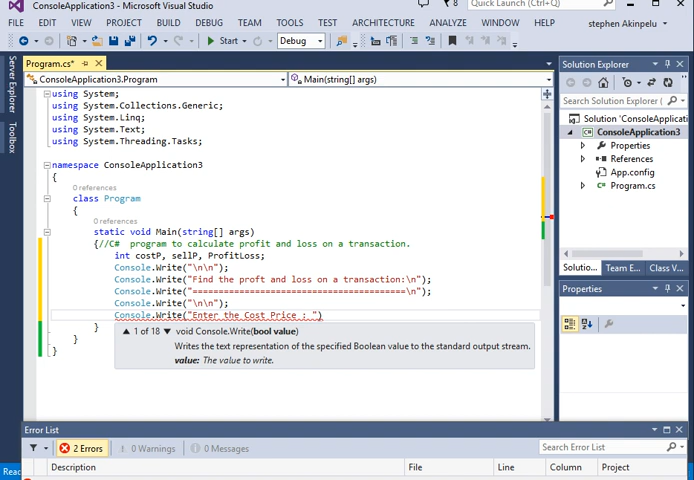 ConsoleApplication3 - Microsoft Visual Studio
8
Quick Launch (Ctrl+Q)
FILE EDIT VIEW PROJECT BUILD DEBUG TEAM TOOLS TEST ARCHITECTURE ANALYZE WINDOW HELP
stephen Akinpelu
Start Debug
Program.cs*
Solution Explorer
ConsoleApplication3.Program
Main(string[] args)
Server Explorer
Toolbox
using System;
using System.Collections.Generic;
using System.Linq;
using System.Text;
using System.Threading.Tasks;
namespace ConsoleApplication3
{
0 references
class Program
{
0 references
static void Main(string[] args)
{//C#  program to calculate profit and loss on a transaction.
int costP, sellP, ProfitLoss;
Console.Write("\n\n");
Console.Write("Find the proft and loss on a transaction:\n");
Console.Write("========================================\n");
Console.Write("\n\n");
Console.Write("Enter the Cost Price : ")
}
}
}
1 of 18 void Console.Write(bool value)
Writes the text representation of the specified Boolean value to the standard output stream.
value: The value to write.
Search Solution Explorer (
Solution 'ConsoleApplication
ConsoleApplication3
Properties
References
App.config
Program.cs
Solutio... Team E... Class V...
Properties
Error List
2 Errors
0 Warnings
0 Messages
Search Error List
Description
File
Line
Column
Project
Reac